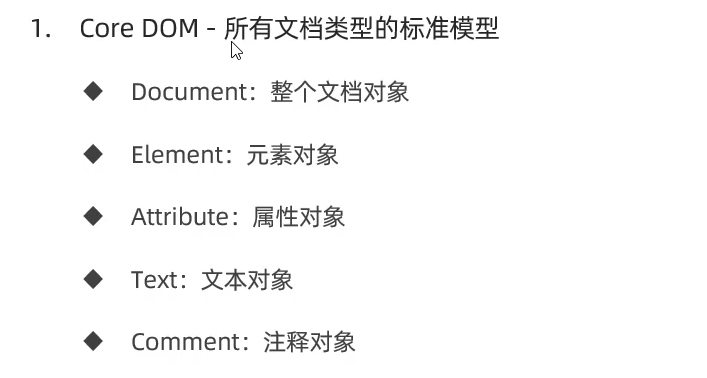 1. Core DOM - 所有文档类型的标准模型
◆ Document：整个文档对象
◆ Element：元素对象
◆ Attribute：属性对象
◆ Text：文本对象
◆ Comment：注释对象